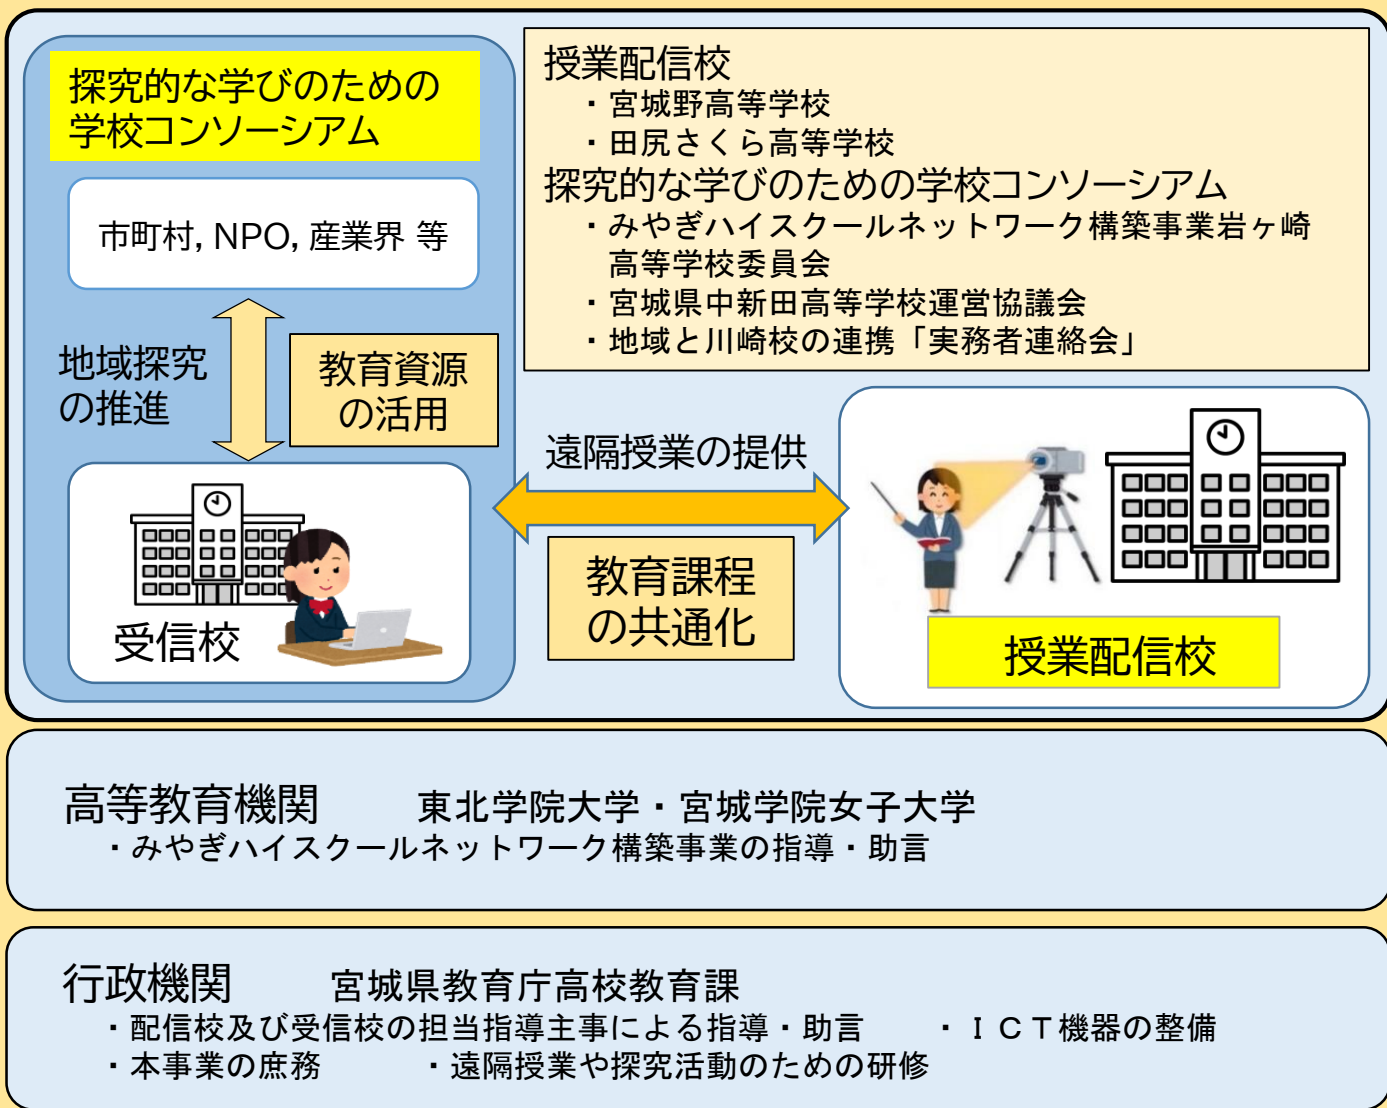 探究的な学びのための
学校コンソーシアム
市町村, NPO, 産業界 等
地域探究
の推進
教育資源
の活用
受信校
授業配信校
・宮城野高等学校
・田尻さくら高等学校
探究的な学びのための学校コンソーシアム
・みやぎハイスクールネットワーク構築事業岩ヶ崎
高等学校委員会
・宮城県中新田高等学校運営協議会
・地域と川崎校の連携「実務者連絡会」
遠隔授業の提供
教育課程
の共通化
授業配信校
高等教育機関 東北学院大学・宮城学院女子大学
・みやぎハイスクールネットワーク構築事業の指導・助言
行政機関 宮城県教育庁高校教育課
・配信校及び受信校の担当指導主事による指導・助言 ・ＩＣＴ機器の整備
・本事業の庶務 ・遠隔授業や探究活動のための研修